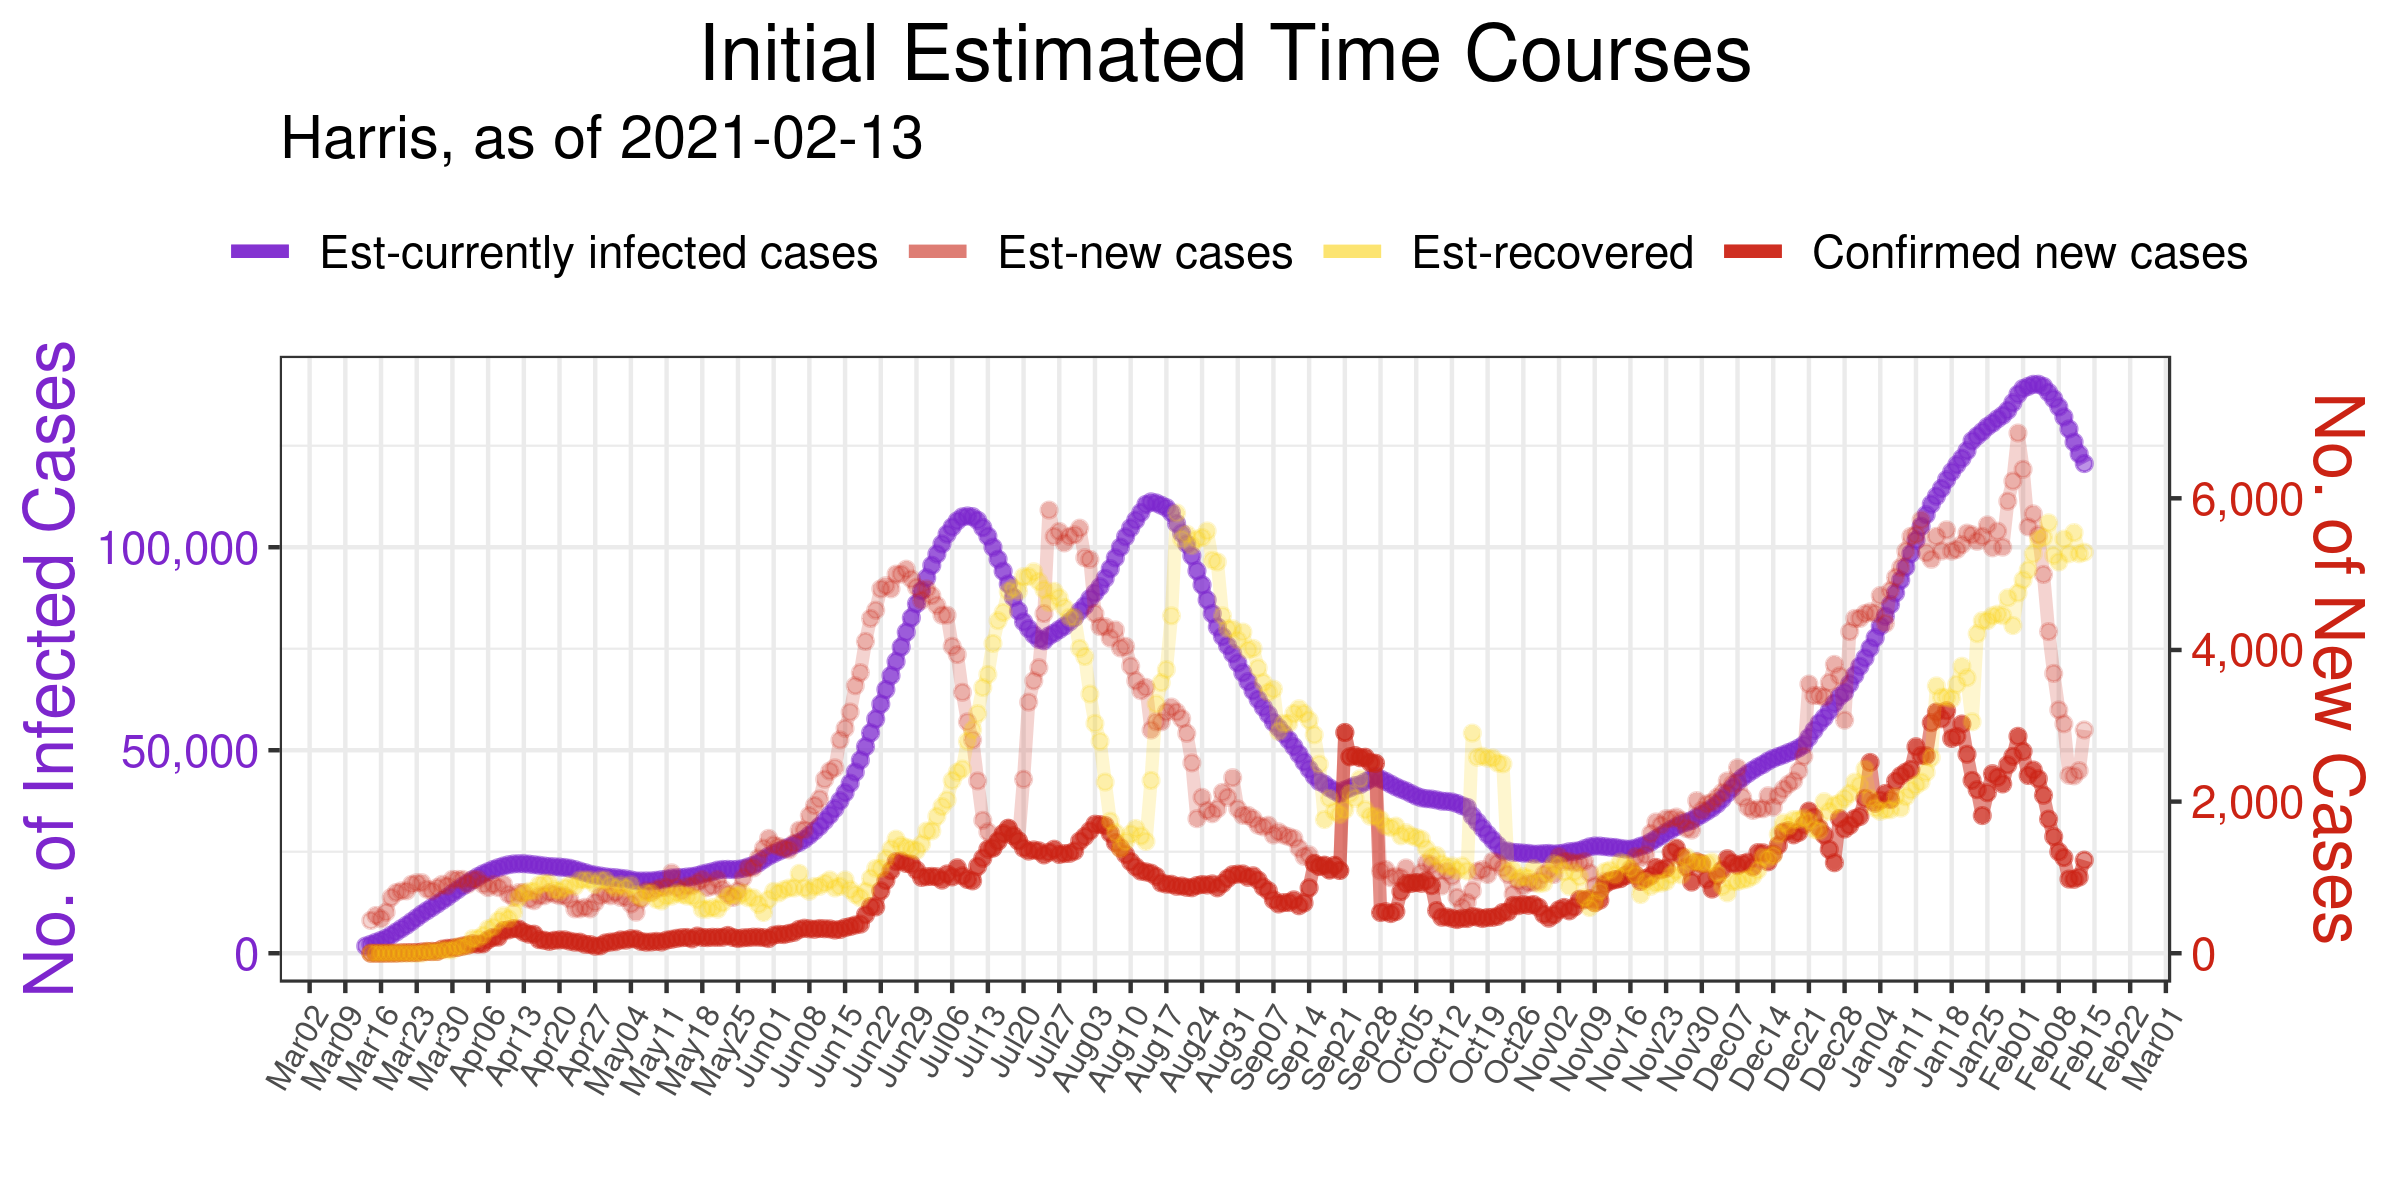 Initial Estimated Time Courses
Harris, as of 2021-02-13
Est-currently infected cases Est-new cases Est-recovered Confirmed new cases
No. of Infected Cases
100,000
50,000
0
6,000
4,000
2,000
0
No. of New Cases
Mar02 Mar09 Mar16 Mar23 Mar30 Apr06 Apr13 Apr20 Apr27 May04 May11 May18 May25 Jun01 Jun08 Jun15 Jun22 Jun29 Jul06 Jul13 Jul20 Jul27 Aug03 Aug10 Aug17 Aug24 Aug31 Sep07 Sep14 Sep21 Sep28 Oct05 Oct12 Oct19 Oct26 Nov02 Nov09 Nov16 Nov23 Nov30 Dec07 Dec14 Dec21 Dec28 Jan04 Jan11 Jan18 Jan25 Feb01 Feb08 Feb15 Feb22 Mar01